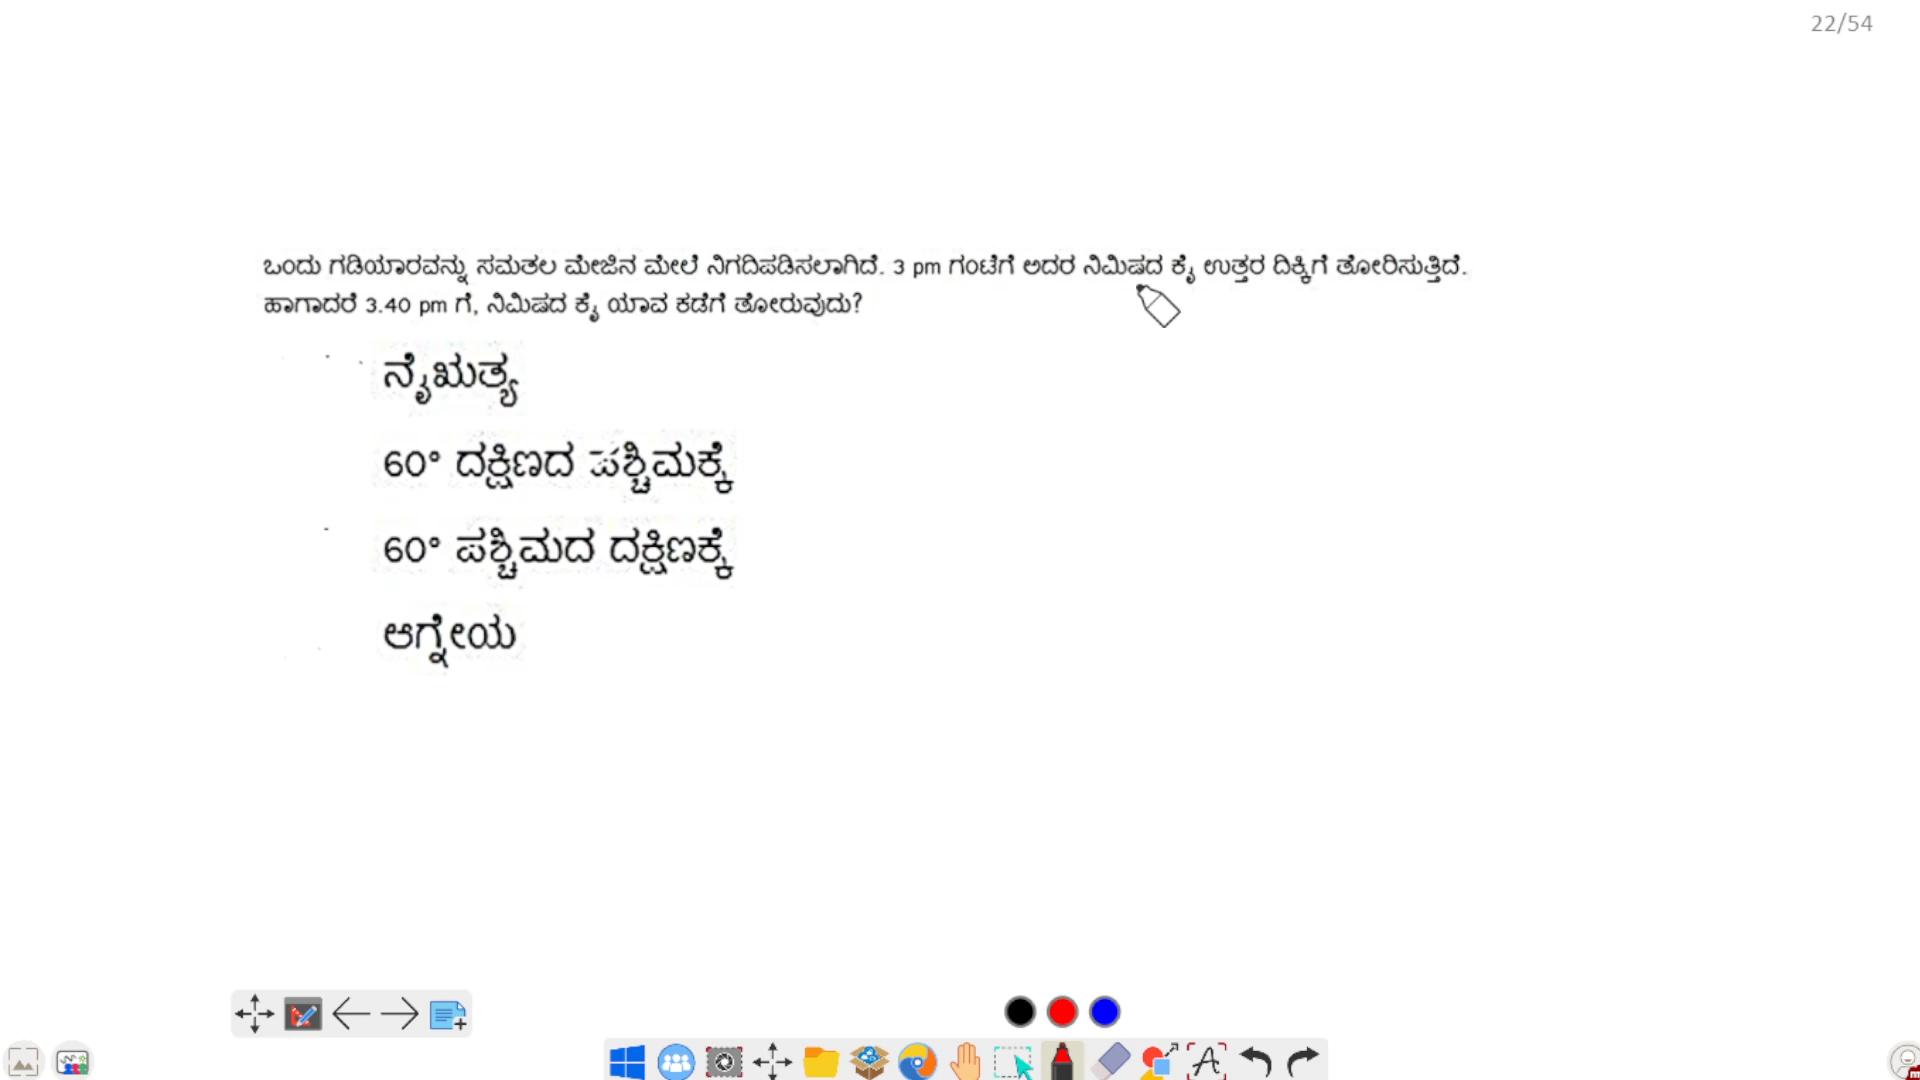 22/54
ಒಂದು ಗಡಿಯಾರವನ್ನು ಸಮತಲ ಮೇಜಿನ ಮೇಲೆ ನಿಗದಿಪಡಿಸಲಾಗಿದೆ. 3 pm ಗಂಟೆಗೆ ಅದರ ನಿಮಿಷದ ಕೈ ಉತ್ತರ ದಿಕ್ಕಿಗೆ ತೋರಿಸುತ್ತಿದೆ.
ಹಾಗಾದರೆ 3.40 pm ಗೆ, ನಿಮಿಷದ ಕೈ ಯಾವ ಕಡೆಗೆ ತೋರುವುದು?
ನೈಋತ್ಯ
60° ದಕ್ಷಿಣದ ಪಶ್ಚಿಮಕ್ಕೆ
60° ಪಶ್ಚಿಮದ ದಕ್ಷಿಣಕ್ಕೆ
ಆಗ್ನೇಯ